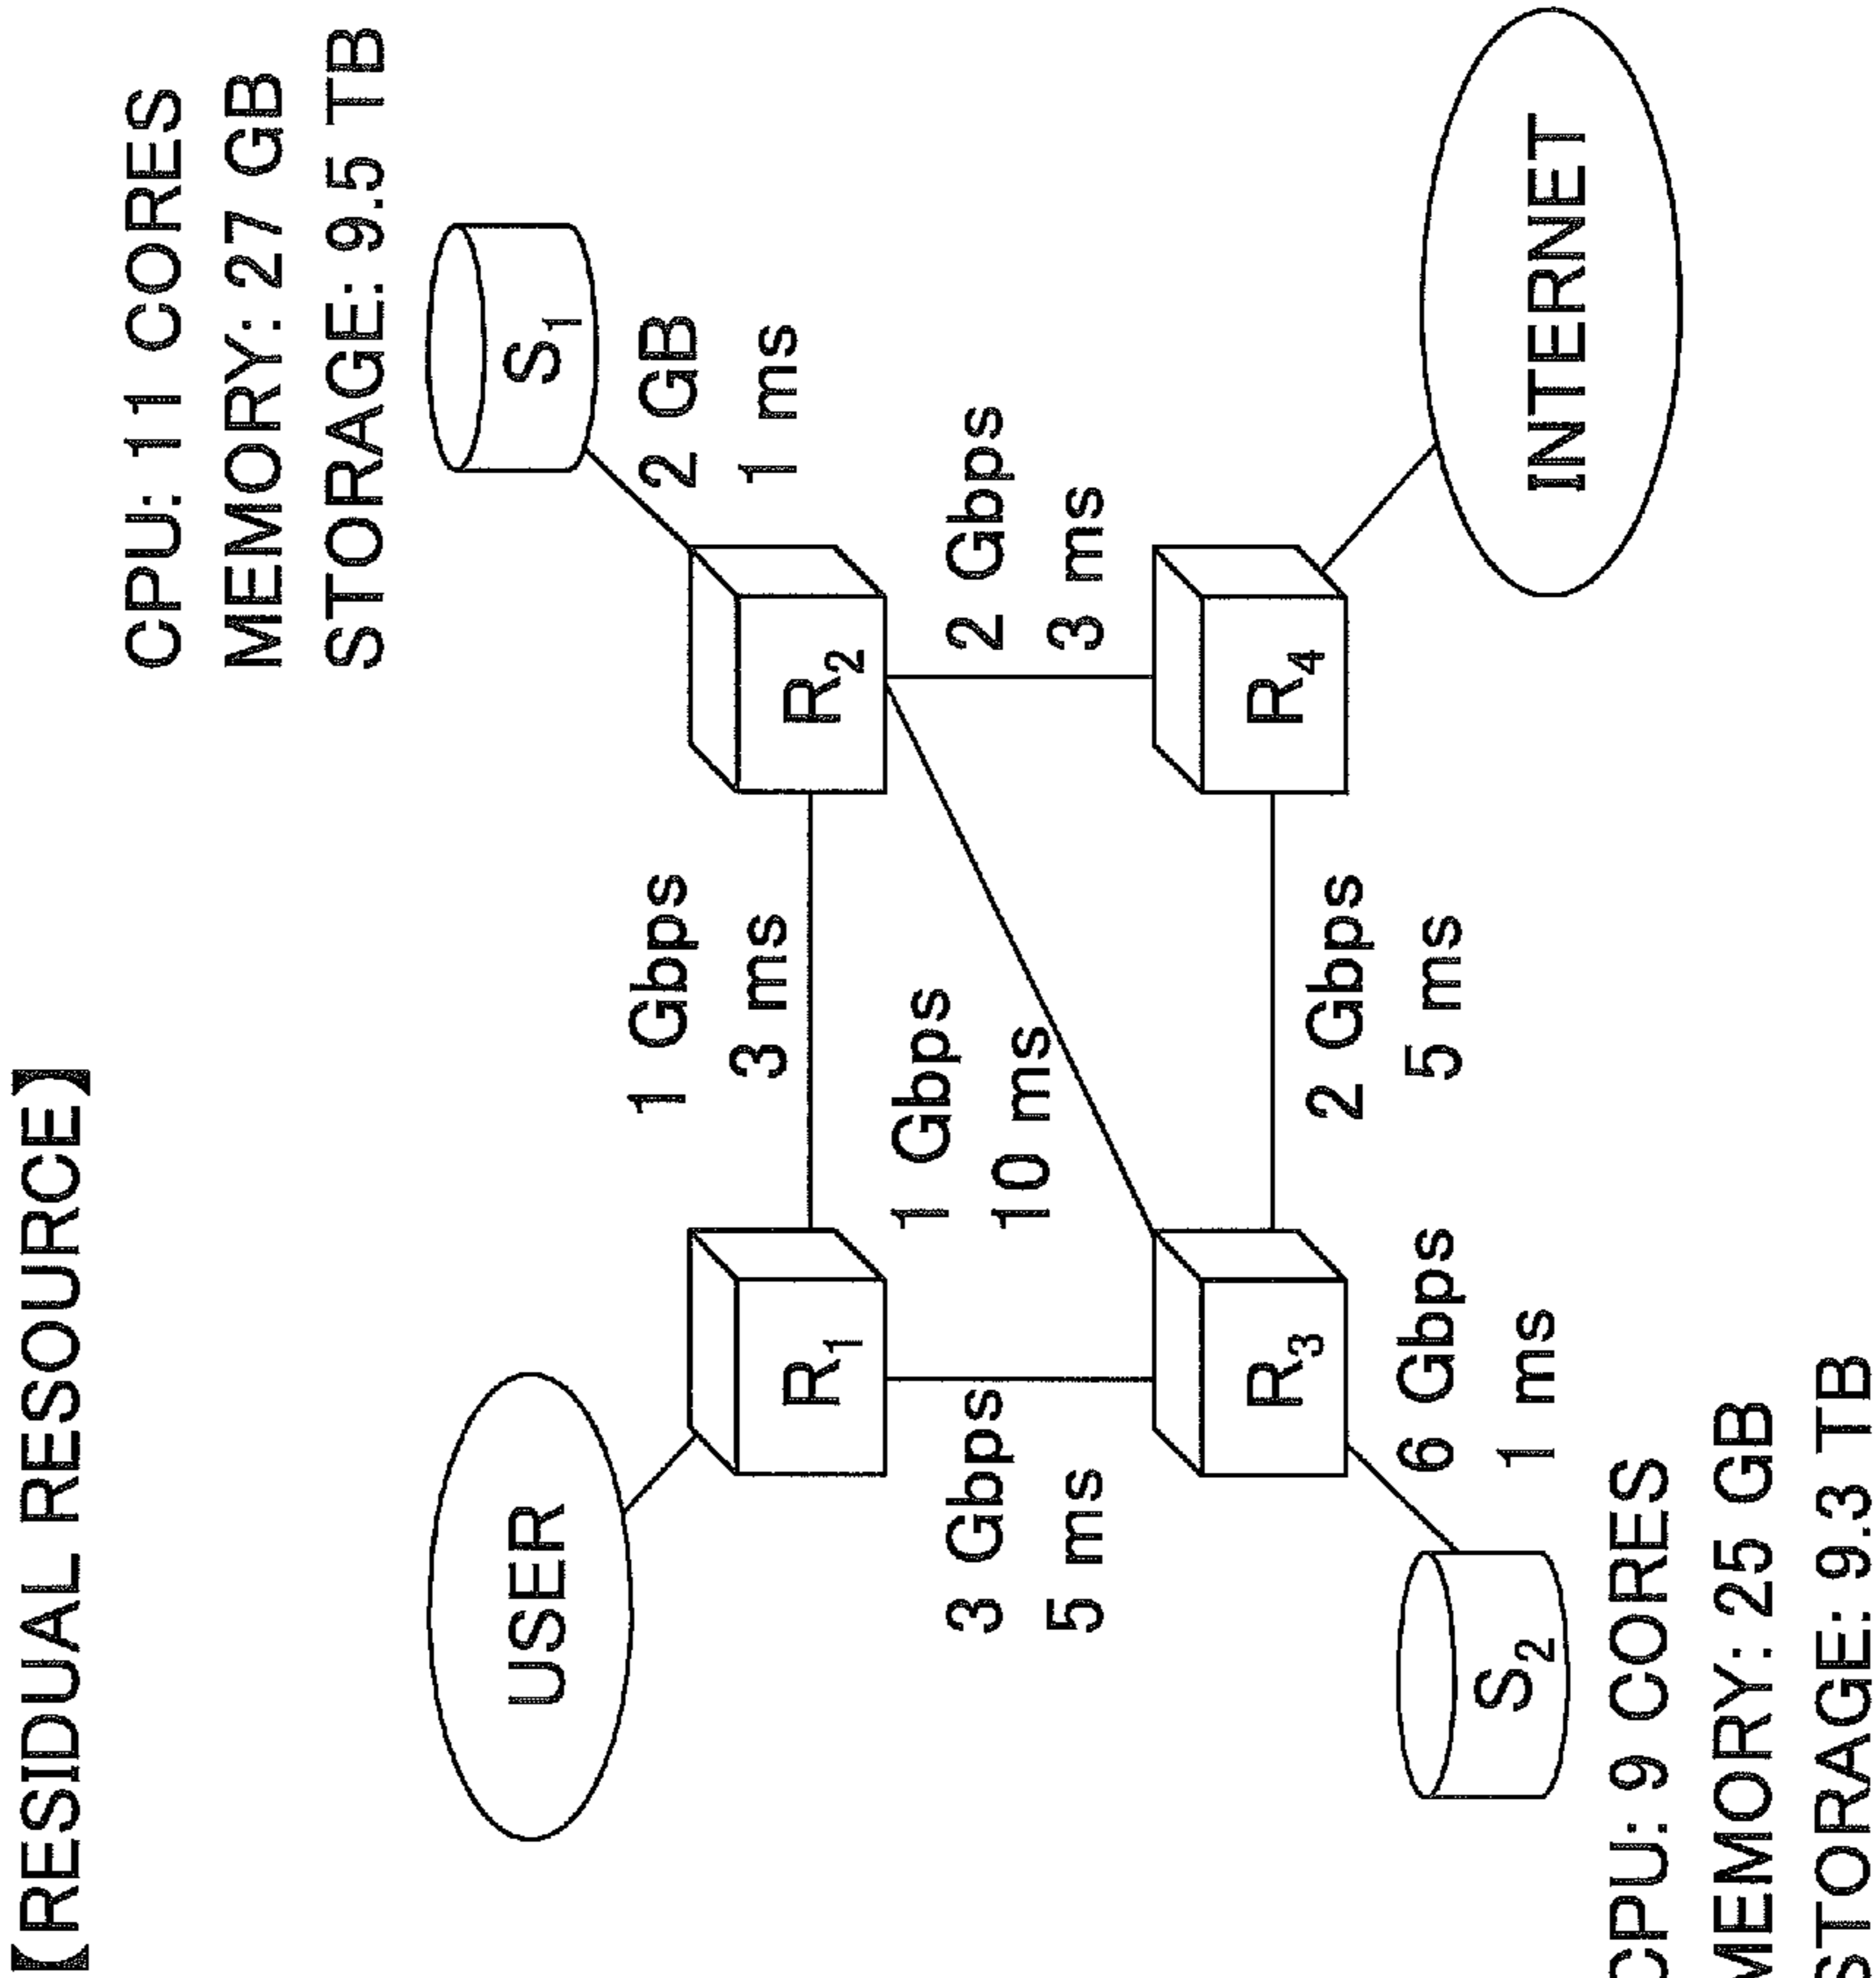 【RESIDUAL RESOURCE】
CPU: 11 CORES
MEMORY: 27 GB
STORAGE: 9.5 TB
USER
S1
2 GB
1 ms
1 Gbps
3 ms
R1
R2
3 Gbps
5 ms
1 Gbps
10 ms
2 Gbps
3 ms
R3
R4
6 Gbps
1 ms
2 Gbps
5 ms
S2
INTERNET
CPU: 9 CORES
MEMORY: 25 GB
STORAGE: 9.3 TB